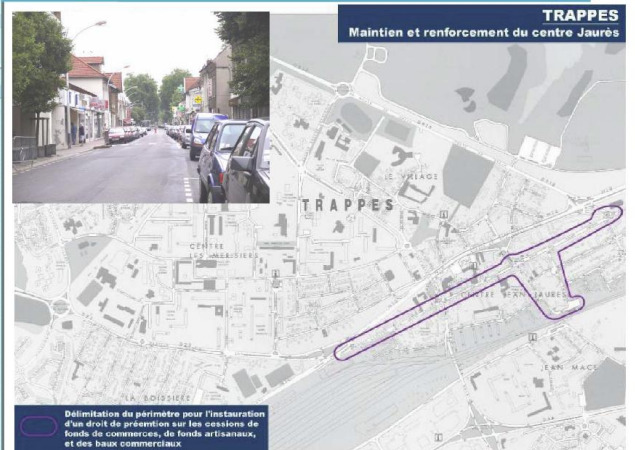 TRAPPES
Maintien et renforcement du centre Jaurès
LE VILLAGE
TRAPPES
CENTRE
LES MERISIERS
CENTRE JEAN JAURES
JEAN MACE
LA BOISSIERE
Délimitation du périmètre pour l'instauration
d'un droit de préemtion sur les cessions de
fonds de commerces, de fonds artisanaux,
et des baux commerciaux